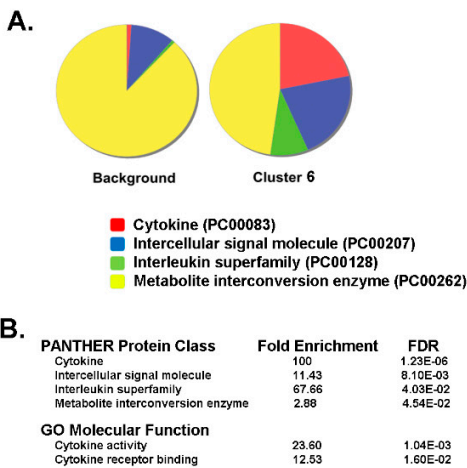 A.
Background
Cluster 6
Cytokine (PC00083)
Intercellular signal molecule (PC00207)
Interleukin superfamily (PC00128)
Metabolite interconversion enzyme (PC00262)
B.
PANTHER Protein Class Fold Enrichment FDR
Cytokine 100 1.23E-06
Intercellular signal molecule 11.43 8.10E-03
Interleukin superfamily 67.66 4.03E-02
Metabolite interconversion enzyme 2.88 4.54E-02
GO Molecular Function
Cytokine activity 23.60 1.04E-03
Cytokine receptor binding 12.53 1.60E-02